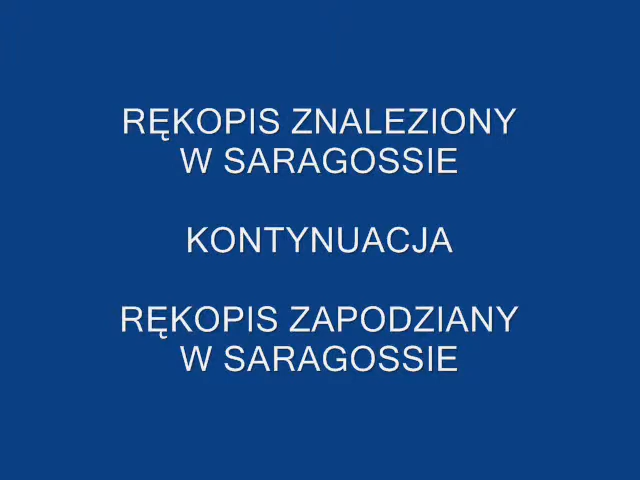 RĘKOPIS ZNALEZIONY
W SARAGOSSIE
KONTYNUACJA
RĘKOPIS ZAPODZIANY
W SARAGOSSIE